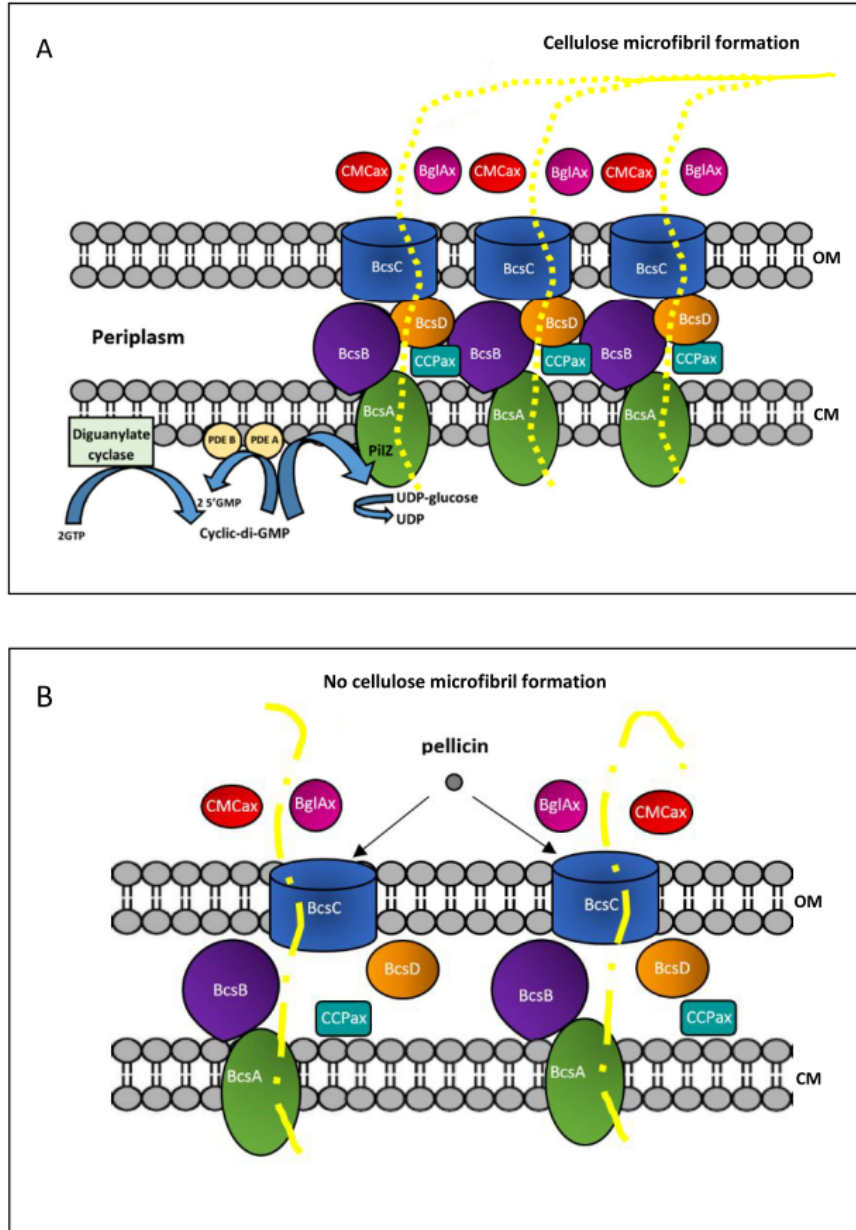 A
Cellulose microfibril formation
CMCax
BglAx
CMCax
BglAx
CMCax
BglAx
BcsC
BcsC
BcsC
OM
Periplasm
BcsB
BcsD
CCPax
BcsB
BcsD
CCPax
BcsB
BcsD
CCPax
BcsA
BcsA
BcsA
CM
Diguanylate
cyclase
PDE B
PDE A
PilZ
2 5'GMP
UDP-glucose
UDP
2GTP
Cyclic-di-GMP
B
No cellulose microfibril formation
pellicin
CMCax
BglAx
BglAx
CMCax
BcsC
BcsC
OM
BcsB
BcsD
BcsB
BcsD
CCPax
CCPax
BcsA
BcsA
CM